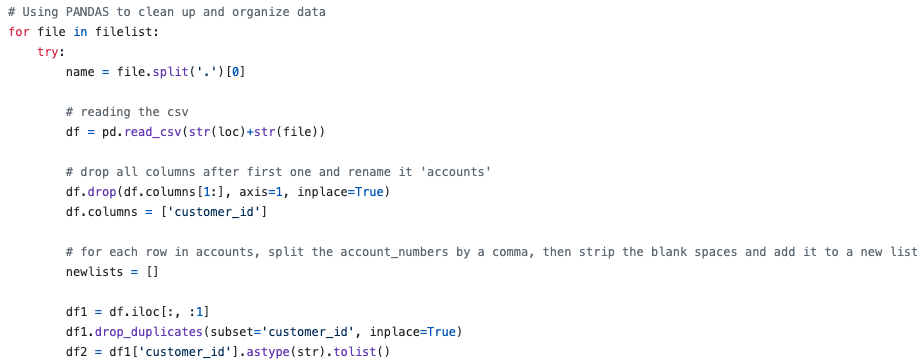 # Using PANDAS to clean up and organize data
for file in filelist:
    try:
        name = file.split('.')[0]
        # reading the csv
        df = pd.read_csv(str(loc)+str(file))
        # drop all columns after first one and rename it 'accounts'
        df.drop(df.columns[1:], axis=1, inplace=True)
        df.columns = ['customer_id']
        # for each row in accounts, split the account_numbers by a comma, then strip the blank spaces and add it to a new list
        newlists = []
        df1 = df.iloc[:, :1]
        df1.drop_duplicates(subset='customer_id', inplace=True)
        df2 = df1['customer_id'].astype(str).tolist()